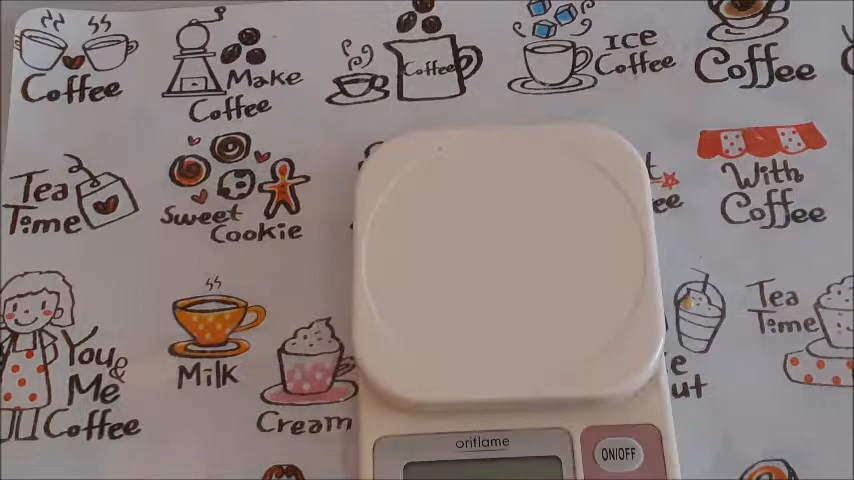 Coffee
Make
Coffee
Coffee
ICE
Coffee
Coffee
Tea
Time
Sweet
Cookie
With
Coffee
You &
Me
Coffee
Milk
Cream
Tea
Time
oriflame
ON/OFF